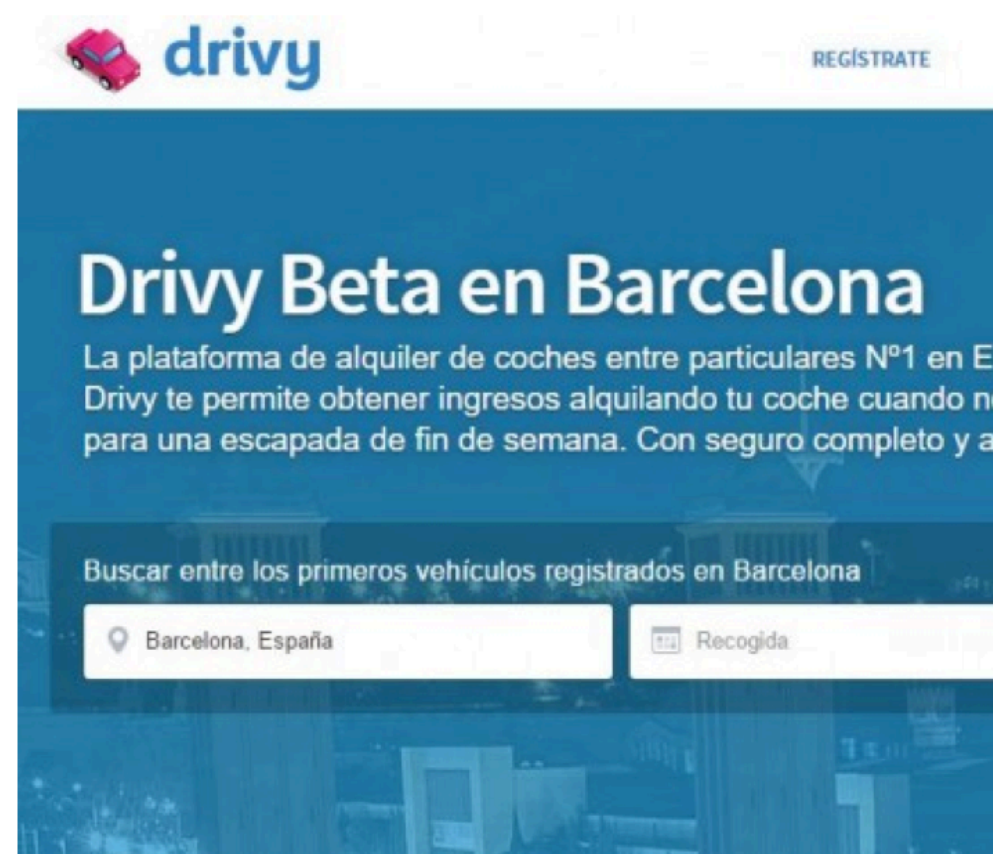 drivy
REGÍSTRATE
Drivy Beta en Barcelona
La plataforma de alquiler de coches entre particulares Nº1 en E
Drivy te permite obtener ingresos alquilando tu coche cuando n
para una escapada de fin de semana. Con seguro completo y a
Buscar entre los primeros vehículos registrados en Barcelona
Barcelona, España
Recogida